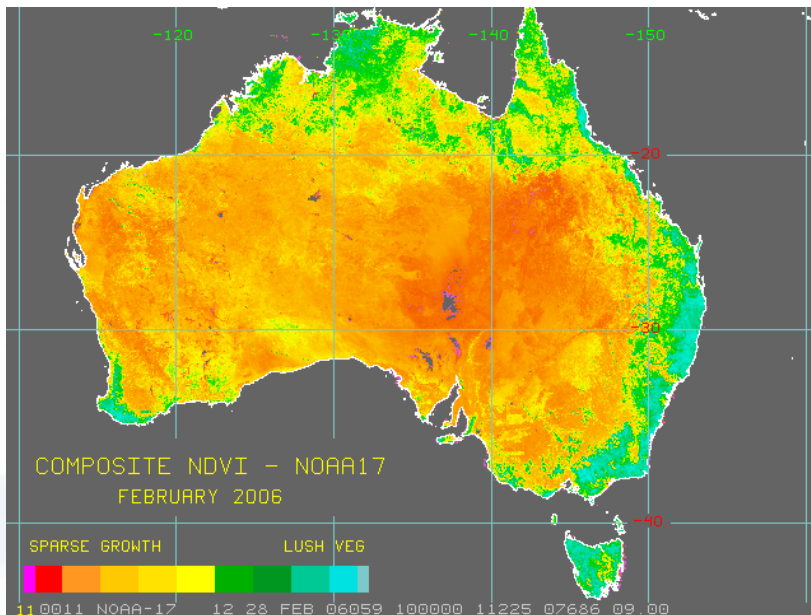 -120 -130 -140 -150
-20
-30
COMPOSITE NDVI - NOAA17
FEBRUARY 2006
-40
SPARSE GROWTH LUSH VEG
11 0011 NOAA-17 12 28 FEB 06059 100000 11225 07686 09.00